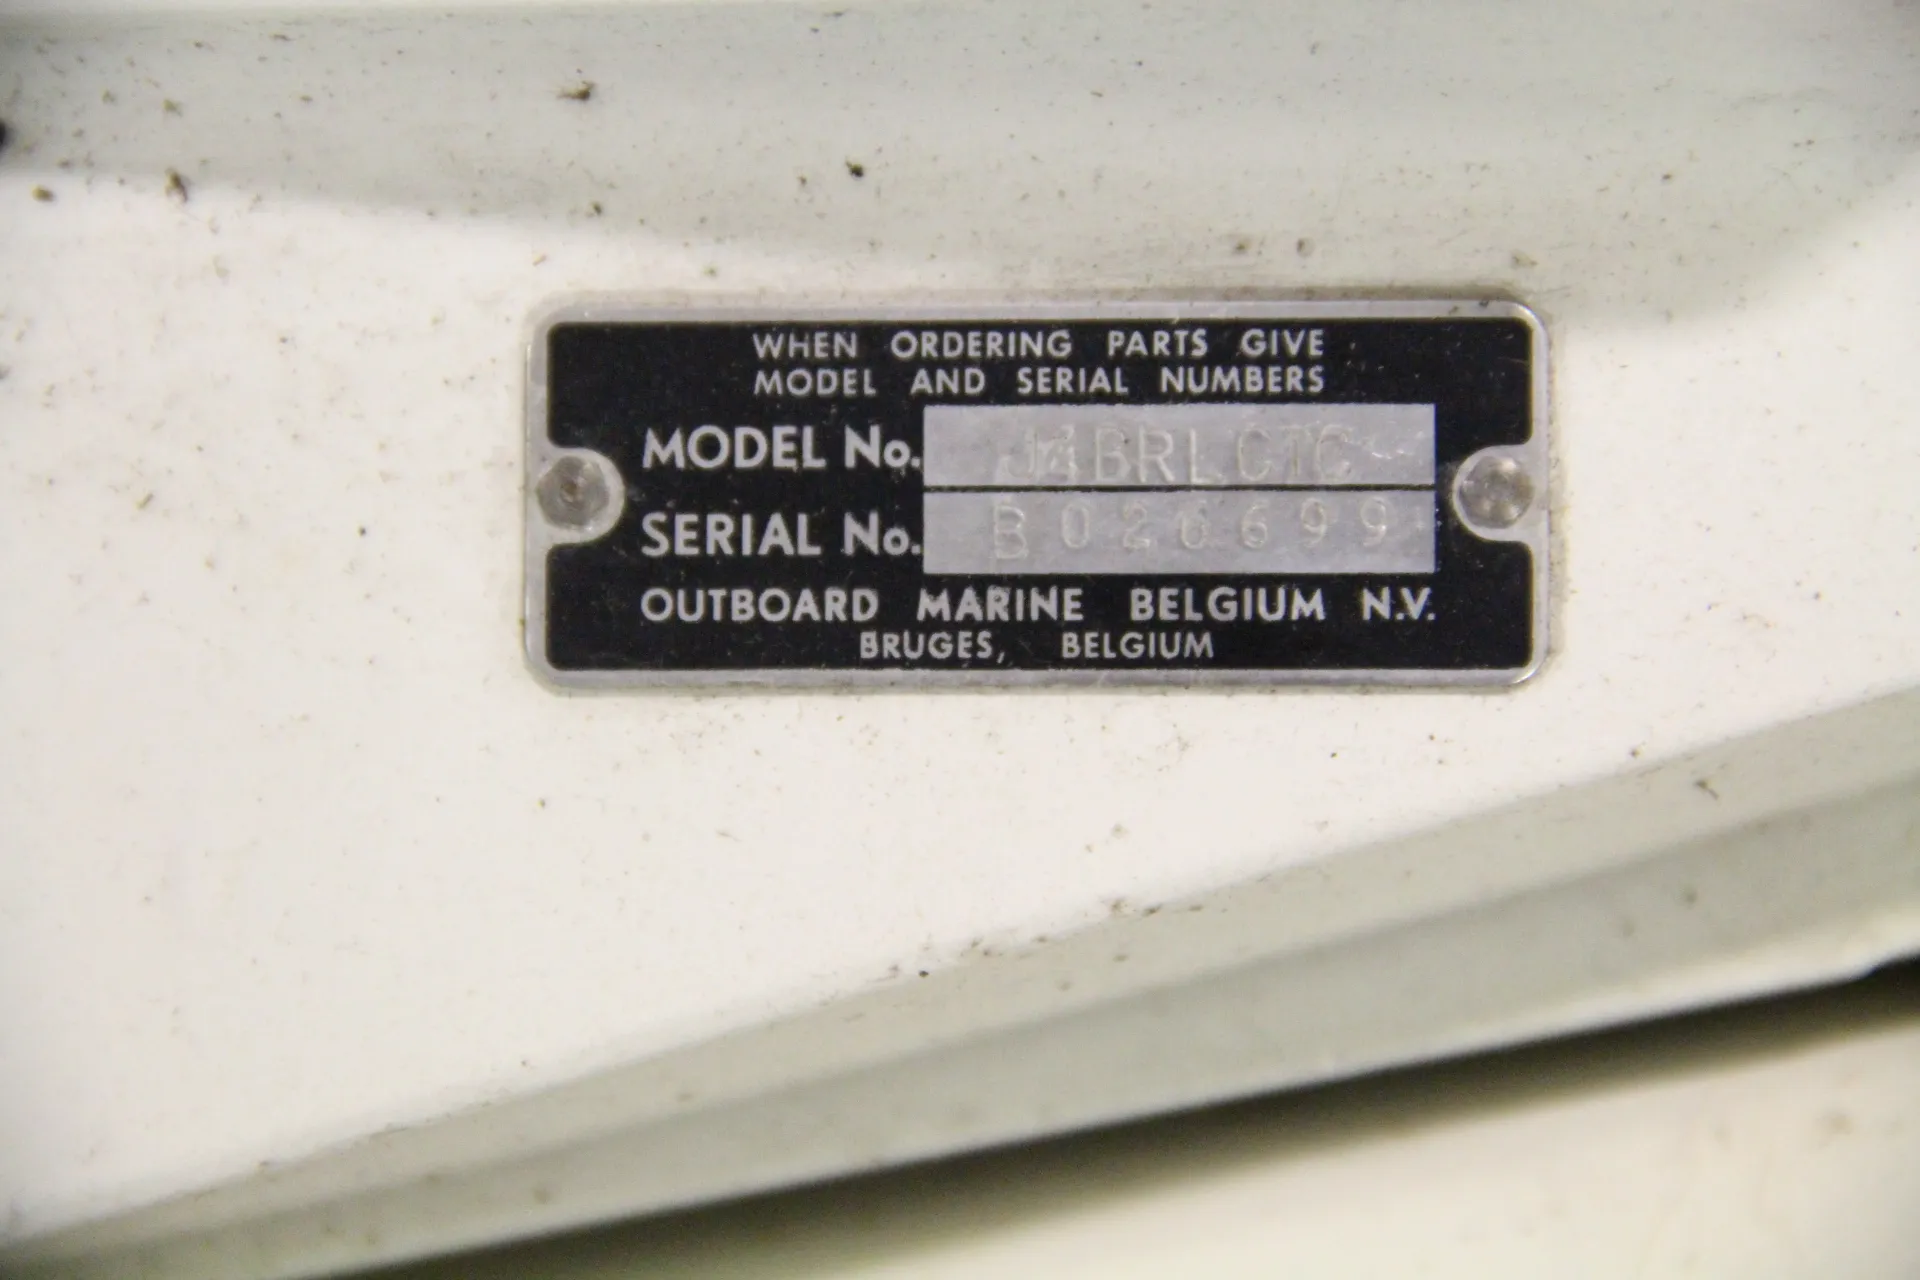 WHEN ORDERING PARTS GIVE
MODEL AND SERIAL NUMBERS
MODEL No. J4BRLCTC
SERIAL No. B026699
OUTBOARD MARINE BELGIUM N.V.
BRUGES, BELGIUM